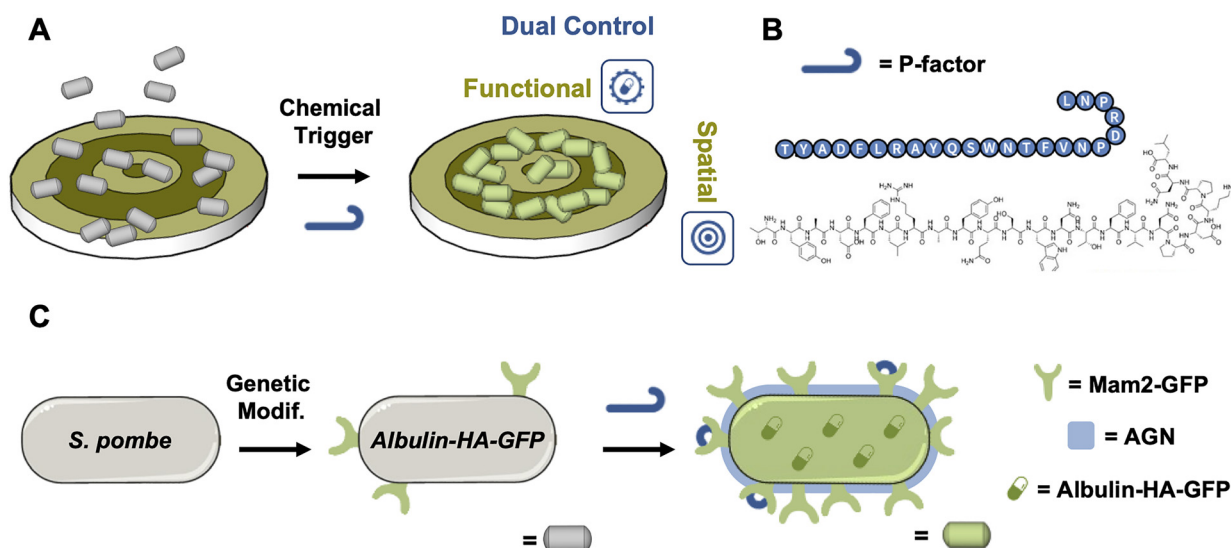 A
Dual Control
Functional
Chemical
Trigger
Spatial
B
= P-factor
L N P
R
D
T Y A D F L R A Y Q S W N T F V N P
C
S. pombe
Genetic
Modif.
Albulin-HA-GFP
=
=
= Mam2-GFP
= AGN
= Albulin-HA-GFP